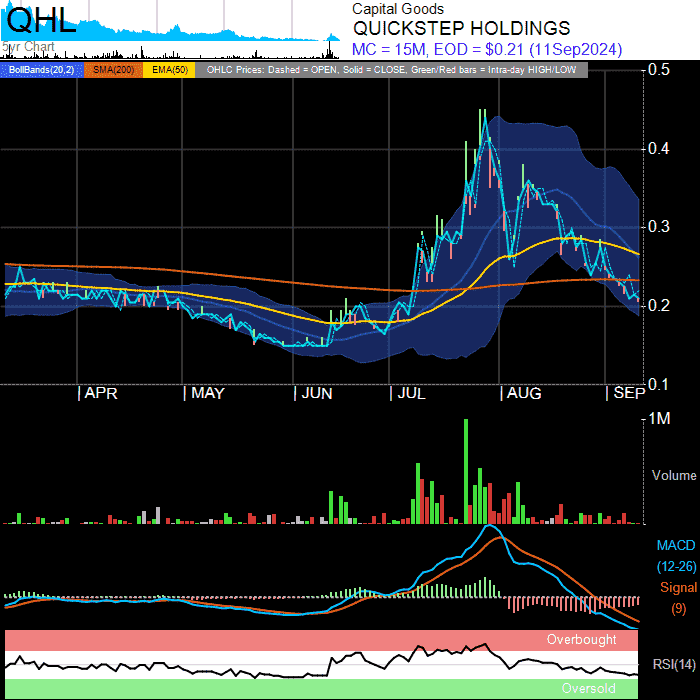 QHL
5yr Chart
Capital Goods
QUICKSTEP HOLDINGS
MC = 15M, EOD = $0.21 (11Sep2024)
BollBands(20,2) SMA(200) EMA(50) OHLC Prices: Dashed = OPEN, Solid = CLOSE, Green/Red bars = Intra-day HIGH/LOW
0.5
0.4
0.3
0.2
0.1
APR MAY JUN JUL AUG SEP
1M
Volume
MACD
(12-26)
Signal
(9)
Overbought
RSI(14)
Oversold